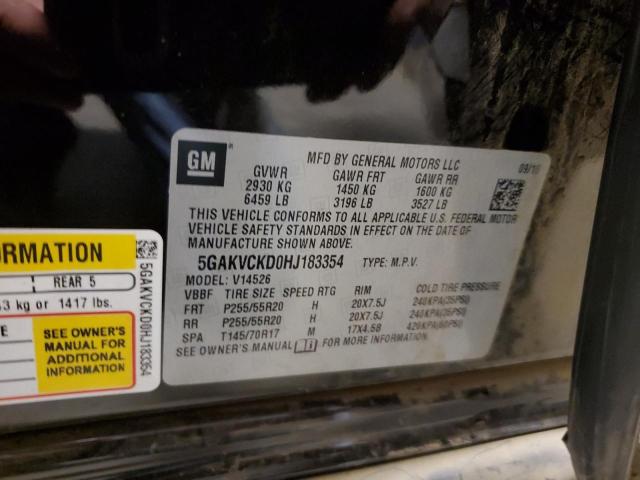 GM
MFD BY GENERAL MOTORS LLC
GVWR GAWR FRT GAWR RR
2930 KG 1450 KG 1600 KG
6459 LB 3196 LB 3527 LB
THIS VEHICLE CONFORMS TO ALL APPLICABLE U.S. FEDERAL MOTOR
VEHICLE SAFETY STANDARDS IN EFFECT ON THE DATE OF
MANUFACTURE SHOWN ABOVE.
5GAKVCKD0HJ183354 TYPE: M.P.V.
MODEL: V14526
VBBF TIRE SIZE SPEED RTG RIM COLD TIRE PRESSURE
FRT P255/55R20 H 20X7.5J 240KPA(35PSI)
RR P255/55R20 H 20X7.5J 240KPA(35PSI)
SPA T145/70R17 M 17X4.5B 420KPA(60PSI)
SEE OWNER'S MANUAL FOR MORE INFORMATION.
ORMATION
REAR 5
3 kg or 1417 lbs.
SEE OWNER'S
MANUAL FOR
ADDITIONAL
INFORMATION
5GAKVCKD0HJ183354